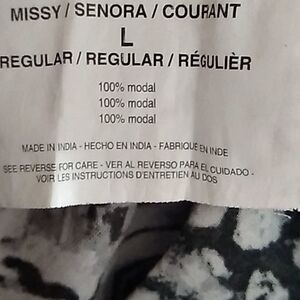 MISSY / SENORA / COURANT
L
REGULAR / REGULAR / RÉGULIÈR
100% modal
100% modal
100% modal
MADE IN INDIA - HECHO EN INDIA - FABRIQUE EN INDE
SEE REVERSE FOR CARE - VER AL REVERSO PARA EL CUIDADO -
VOIR LES INSTRUCTIONS D'ENTRETIEN AU DOS